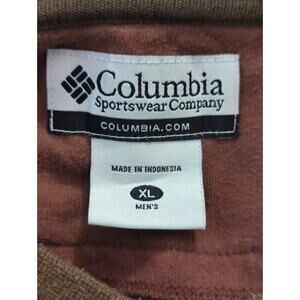 Columbia
Sportswear Company
COLUMBIA.COM
MADE IN INDONESIA
XL
MEN'S